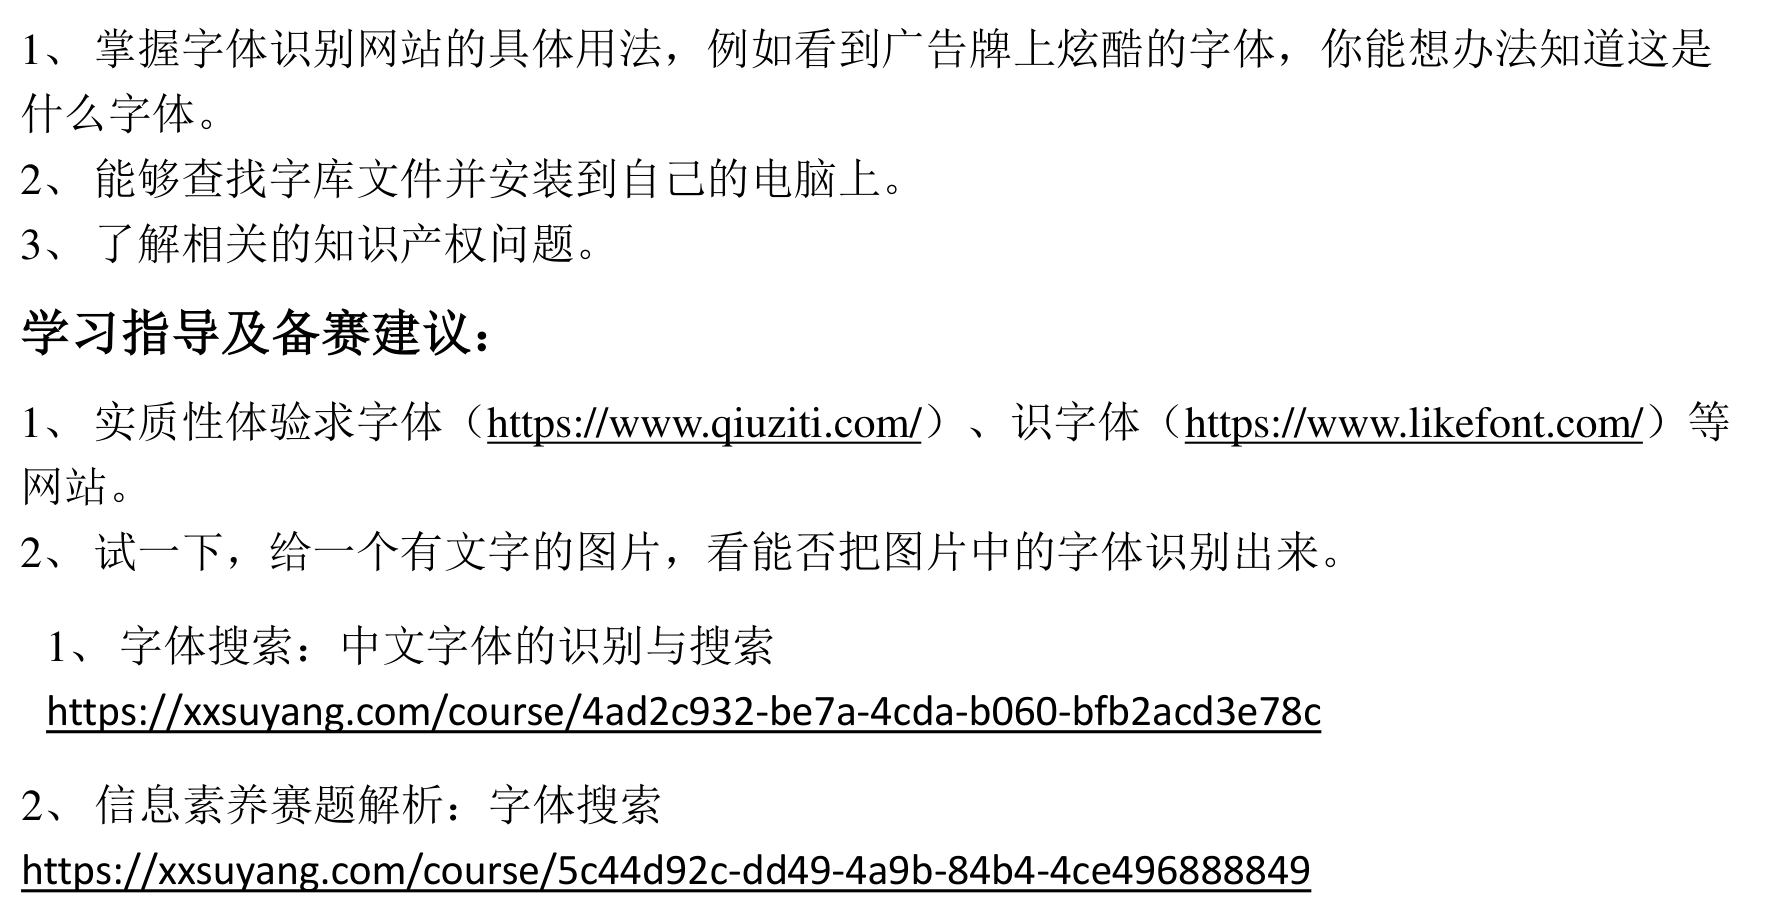 1、 掌握字体识别网站的具体用法，例如看到广告牌上炫酷的字体，你能想办法知道这是
什么字体。
2、 能够查找字库文件并安装到自己的电脑上。
3、 了解相关的知识产权问题。
学习指导及备赛建议：
1、 实质性体验求字体（https://www.qiuziti.com/）、识字体（https://www.likefont.com/）等
网站。
2、 试一下，给一个有文字的图片，看能否把图片中的字体识别出来。
1、 字体搜索：中文字体的识别与搜索
https://xxsuyang.com/course/4ad2c932-be7a-4cda-b060-bfb2acd3e78c
2、 信息素养赛题解析：字体搜索
https://xxsuyang.com/course/5c44d92c-dd49-4a9b-84b4-4ce496888849